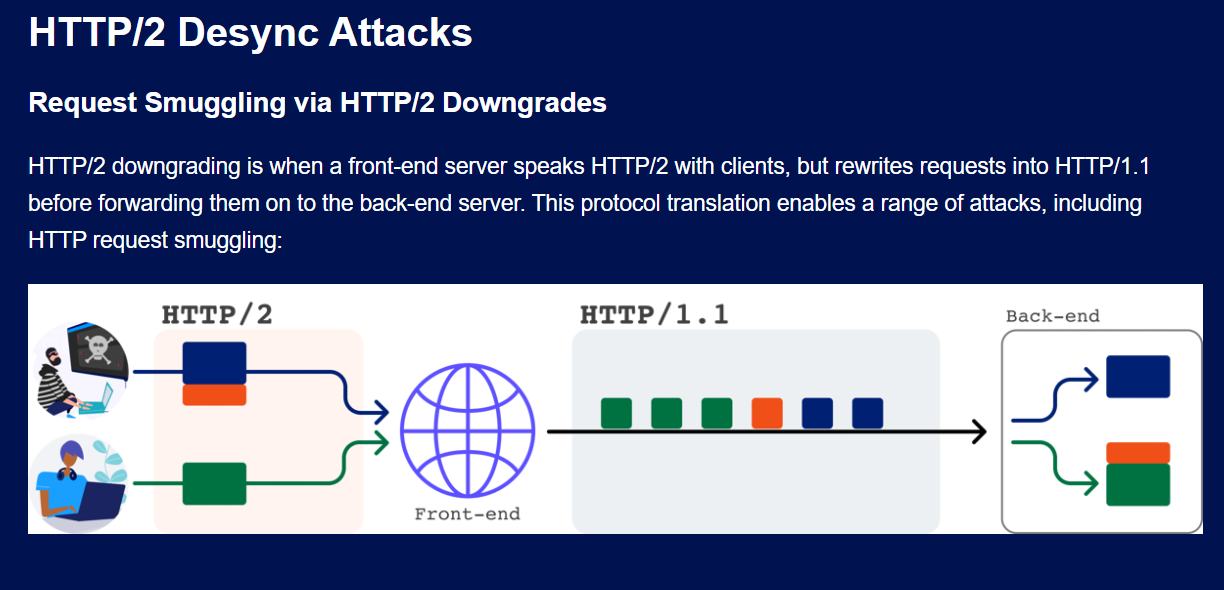 HTTP/2 Desync Attacks
Request Smuggling via HTTP/2 Downgrades
HTTP/2 downgrading is when a front-end server speaks HTTP/2 with clients, but rewrites requests into HTTP/1.1
before forwarding them on to the back-end server. This protocol translation enables a range of attacks, including
HTTP request smuggling:
HTTP/2
HTTP/1.1
Back-end
Front-end